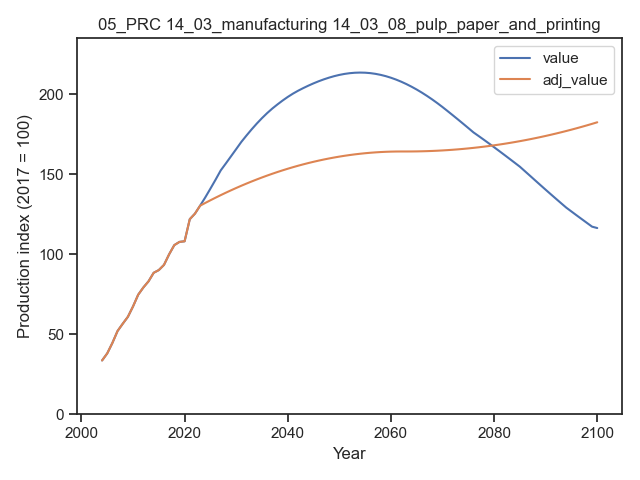 05_PRC 14_03_manufacturing 14_03_08_pulp_paper_and_printing
value
adj_value
Production index (2017 = 100)
200
150
100
50
0
2000 2020 2040 2060 2080 2100
Year